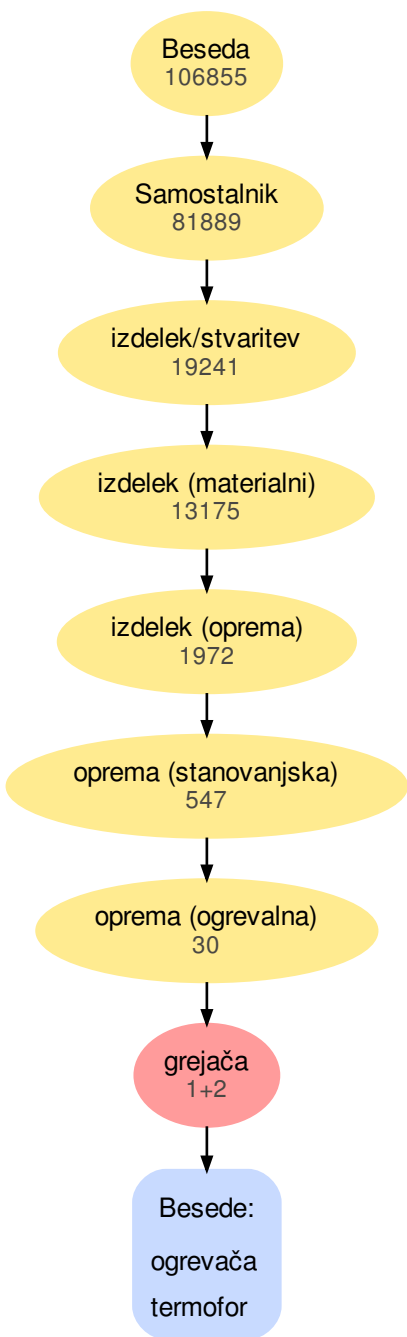 Beseda
106855
Samostalnik
81889
izdelek/stvaritev
19241
izdelek (materialni)
13175
izdelek (oprema)
1972
oprema (stanovanjska)
547
oprema (ogrevalna)
30
grejača
1+2
Besede:
ogrevača
termofor